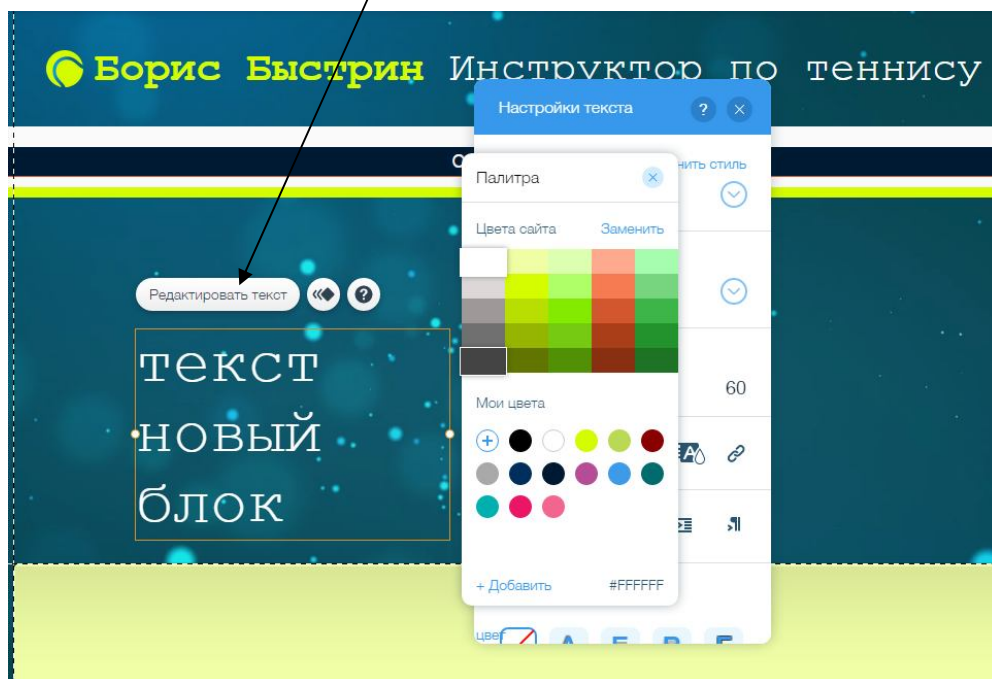 Борис Быстрин Инструктор по теннису
Настройки текста ?
нить стиль
Палитра
Цвета сайта Заменить
Редактировать текст ?
текст
новый
блок
60
Мои цвета
+ Добавить #FFFFFF
цвет